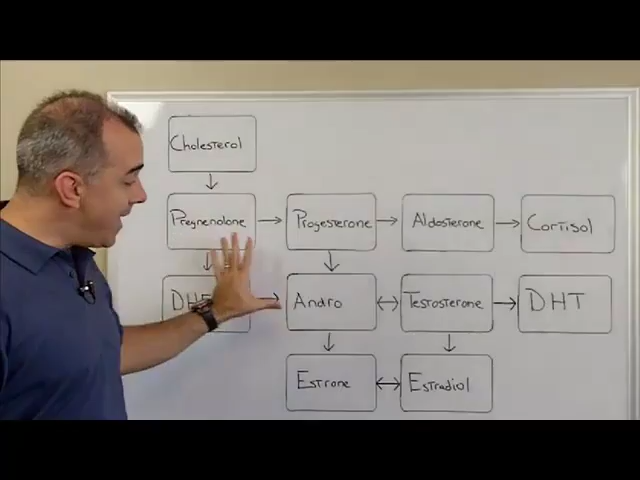 Cholesterol
Pregnenolone
Progesterone
Aldosterone
Cortisol
Andro
Testosterone
DHT
Estrone
Estradiol